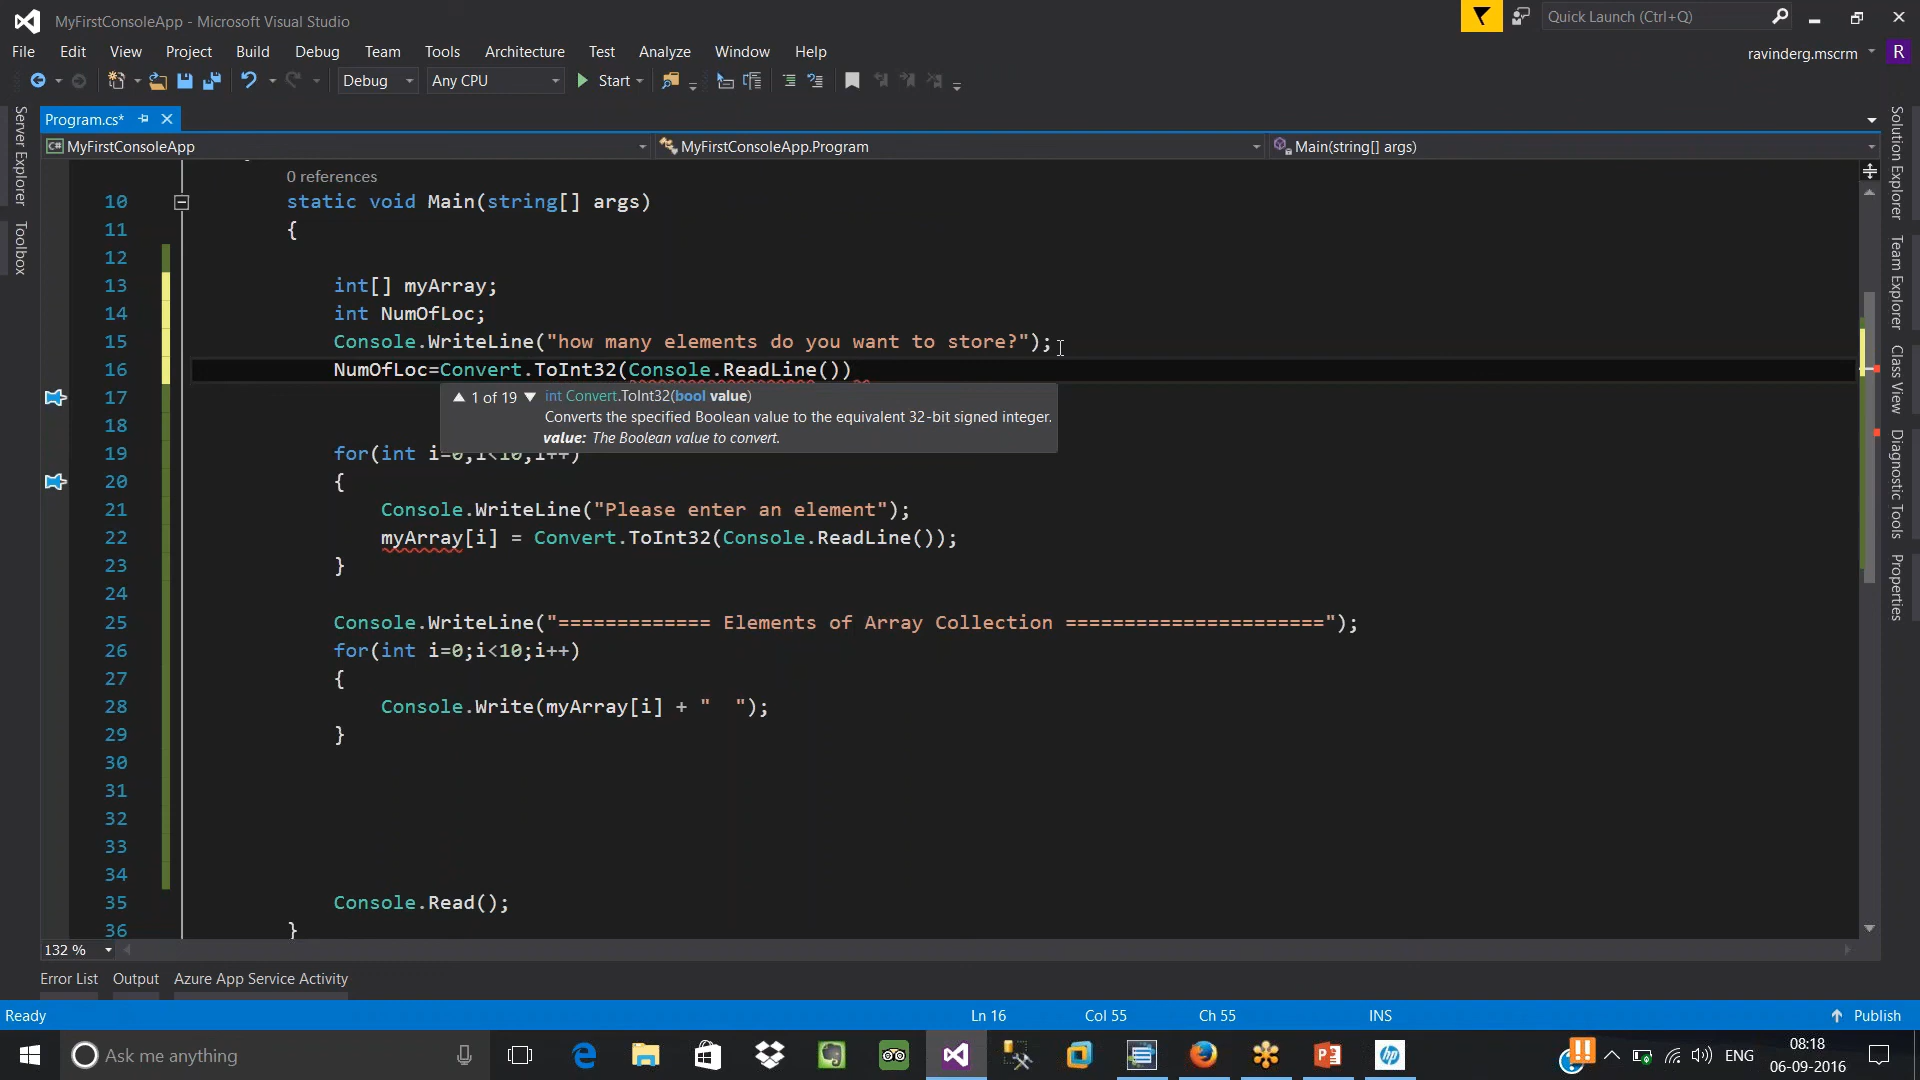 MyFirstConsoleApp - Microsoft Visual Studio
Quick Launch (Ctrl+Q)
File Edit View Project Build Debug Team Tools Architecture Test Analyze Window Help
ravinderg.mscrm R
Debug Any CPU Start
Server Explorer
Toolbox
Program.cs*
C# MyFirstConsoleApp MyFirstConsoleApp.Program Main(string[] args)
0 references
10 static void Main(string[] args)
11 {
12
13 int[] myArray;
14 int NumOfLoc;
15 Console.WriteLine("how many elements do you want to store?");
16 NumOfLoc=Convert.ToInt32(Console.ReadLine())
17 1 of 19 int Convert.ToInt32(bool value)
Converts the specified Boolean value to the equivalent 32-bit signed integer.
18 value: The Boolean value to convert.
19 for(int i=0;i<10;i++)
20 {
21 Console.WriteLine("Please enter an element");
22 myArray[i] = Convert.ToInt32(Console.ReadLine());
23 }
24
25 Console.WriteLine("============= Elements of Array Collection ======================");
26 for(int i=0;i<10;i++)
27 {
28 Console.Write(myArray[i] + "  ");
29 }
30
31
32
33
34
35 Console.Read();
36 }
132 %
Solution Explorer
Team Explorer
Class View
Diagnostic Tools
Properties
Error List Output Azure App Service Activity
Ready Ln 16 Col 55 Ch 55 INS Publish
Ask me anything
hp
ENG
08:18
06-09-2016